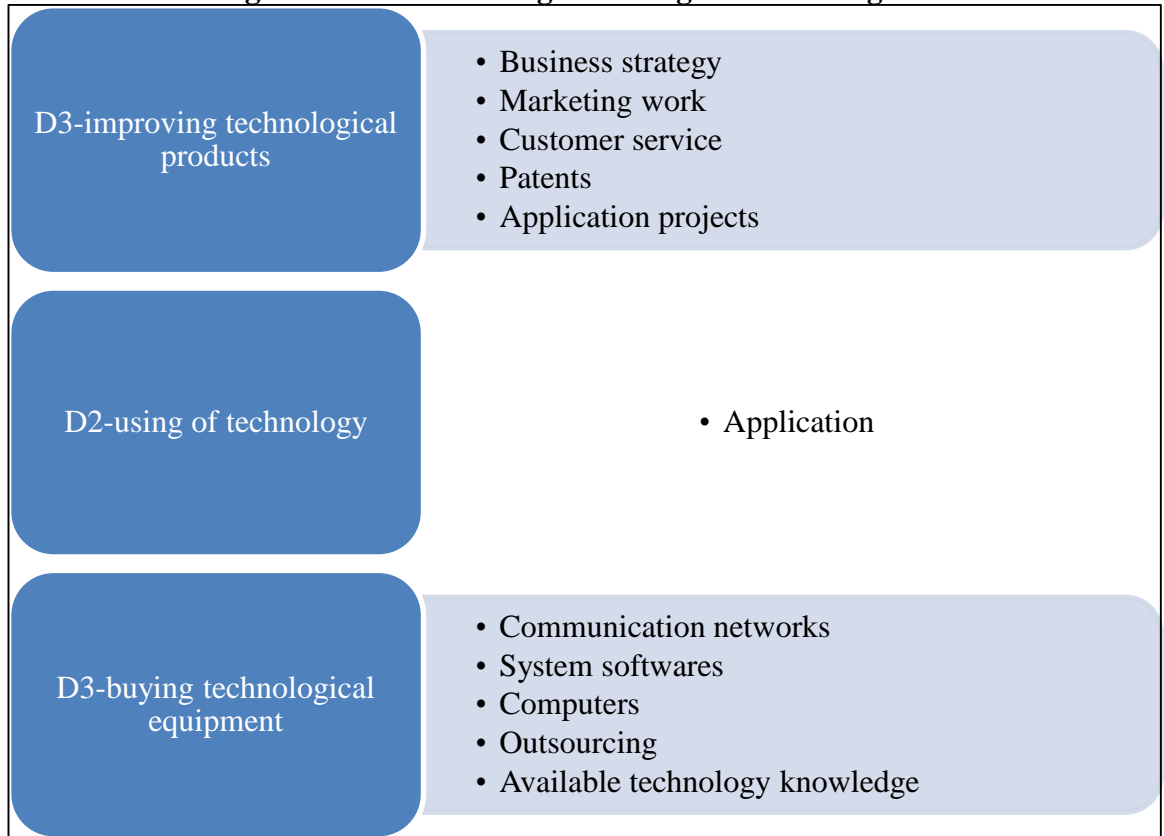 D3-improving technological
products
• Business strategy
• Marketing work
• Customer service
• Patents
• Application projects
D2-using of technology
• Application
D3-buying technological
equipment
• Communication networks
• System softwares
• Computers
• Outsourcing
• Available technology knowledge